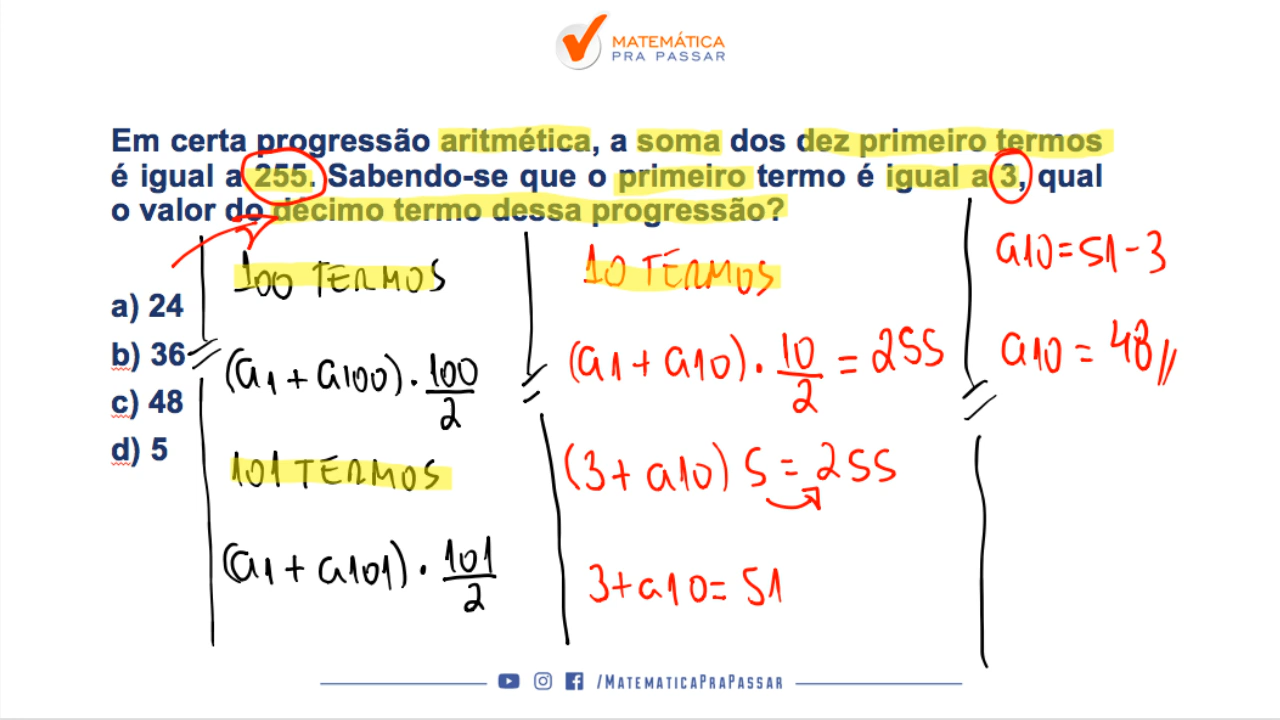 MATEMÁTICA
PRA PASSAR
Em certa progressão aritmética, a soma dos dez primeiro termos
é igual a 255. Sabendo-se que o primeiro termo é igual a 3, qual
o valor do décimo termo dessa progressão?
a) 24
b) 36
c) 48
d) 5
100 TERMOS
(a1 + a100) . 100/2
101 TERMOS
(a1 + a101) . 101/2
10 TERMOS
(a1 + a10) . 10/2 = 255
(3 + a10) 5 = 255
3 + a10 = 51
a10 = 51 - 3
a10 = 48//
/MATEMATICAPRAPASSAR